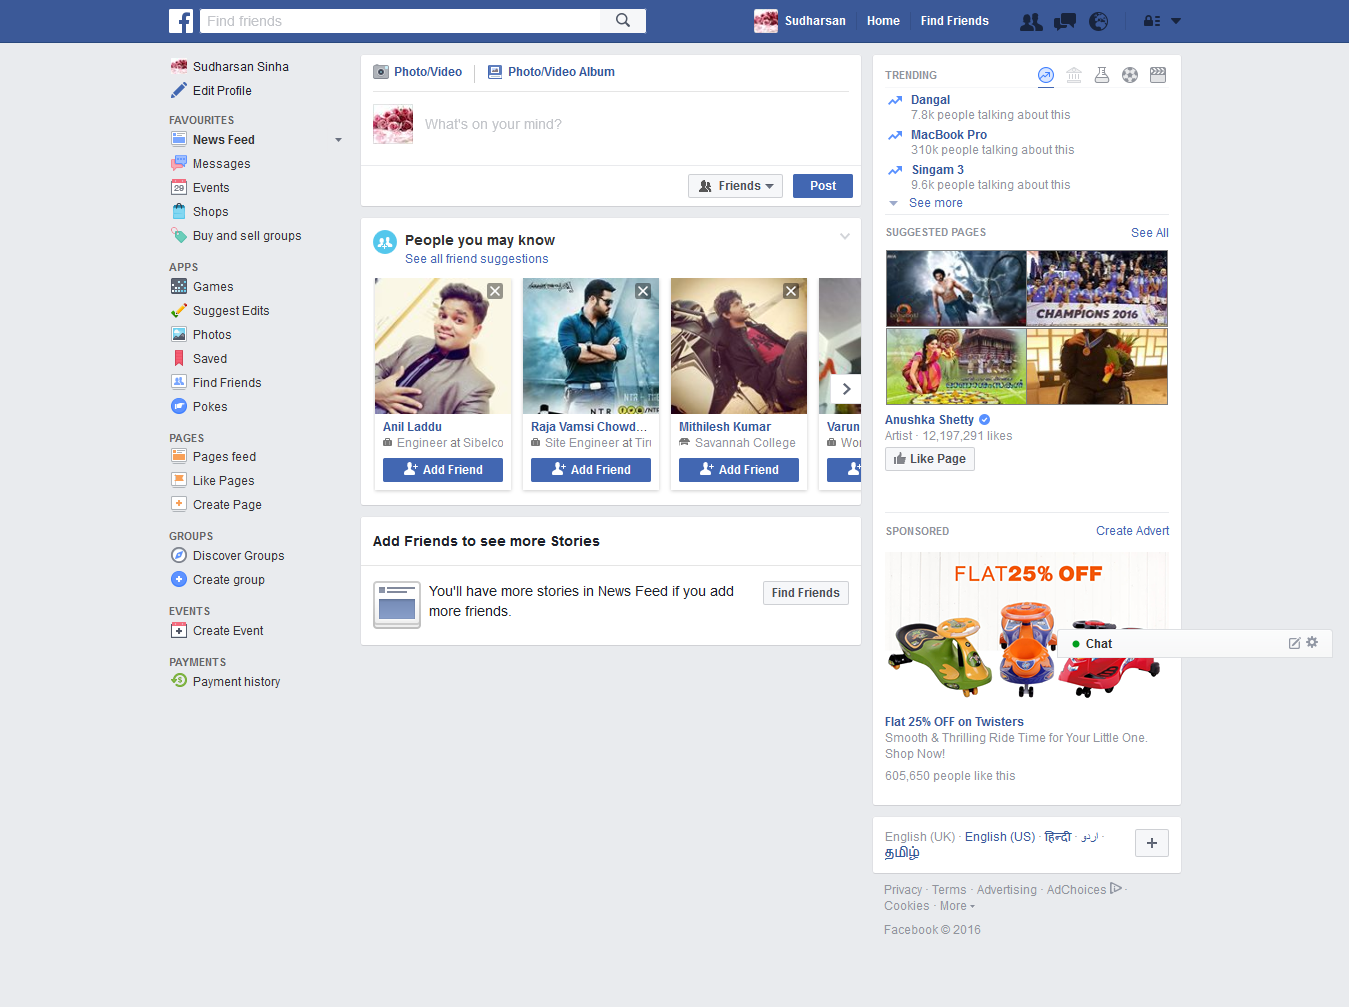 Find friends
Sudharsan Home Find Friends
Sudharsan Sinha
Edit Profile
FAVOURITES
News Feed
Messages
29 Events
Shops
Buy and sell groups
APPS
Games
Suggest Edits
Photos
Saved
Find Friends
Pokes
PAGES
Pages feed
Like Pages
Create Page
GROUPS
Discover Groups
Create group
EVENTS
Create Event
PAYMENTS
Payment history
Photo/Video Photo/Video Album
What's on your mind?
Friends Post
People you may know
See all friend suggestions
NTR
Anil Laddu
Engineer at Sibelco
Add Friend
Raja Vamsi Chowd...
Site Engineer at Tiru
Add Friend
Mithilesh Kumar
Savannah College
Add Friend
Varun
Wor
Add Friends to see more Stories
You'll have more stories in News Feed if you add
more friends.
Find Friends
TRENDING
Dangal
7.8k people talking about this
MacBook Pro
310k people talking about this
Singam 3
9.6k people talking about this
See more
SUGGESTED PAGES See All
CHAMPIONS 2016
Anushka Shetty
Artist · 12,197,291 likes
Like Page
SPONSORED Create Advert
FLAT25% OFF
Chat
Flat 25% OFF on Twisters
Smooth & Thrilling Ride Time for Your Little One.
Shop Now!
605,650 people like this
English (UK) · English (US) · हिन्दी · اردو ·
தமிழ்
Privacy · Terms · Advertising · AdChoices ·
Cookies · More
Facebook © 2016